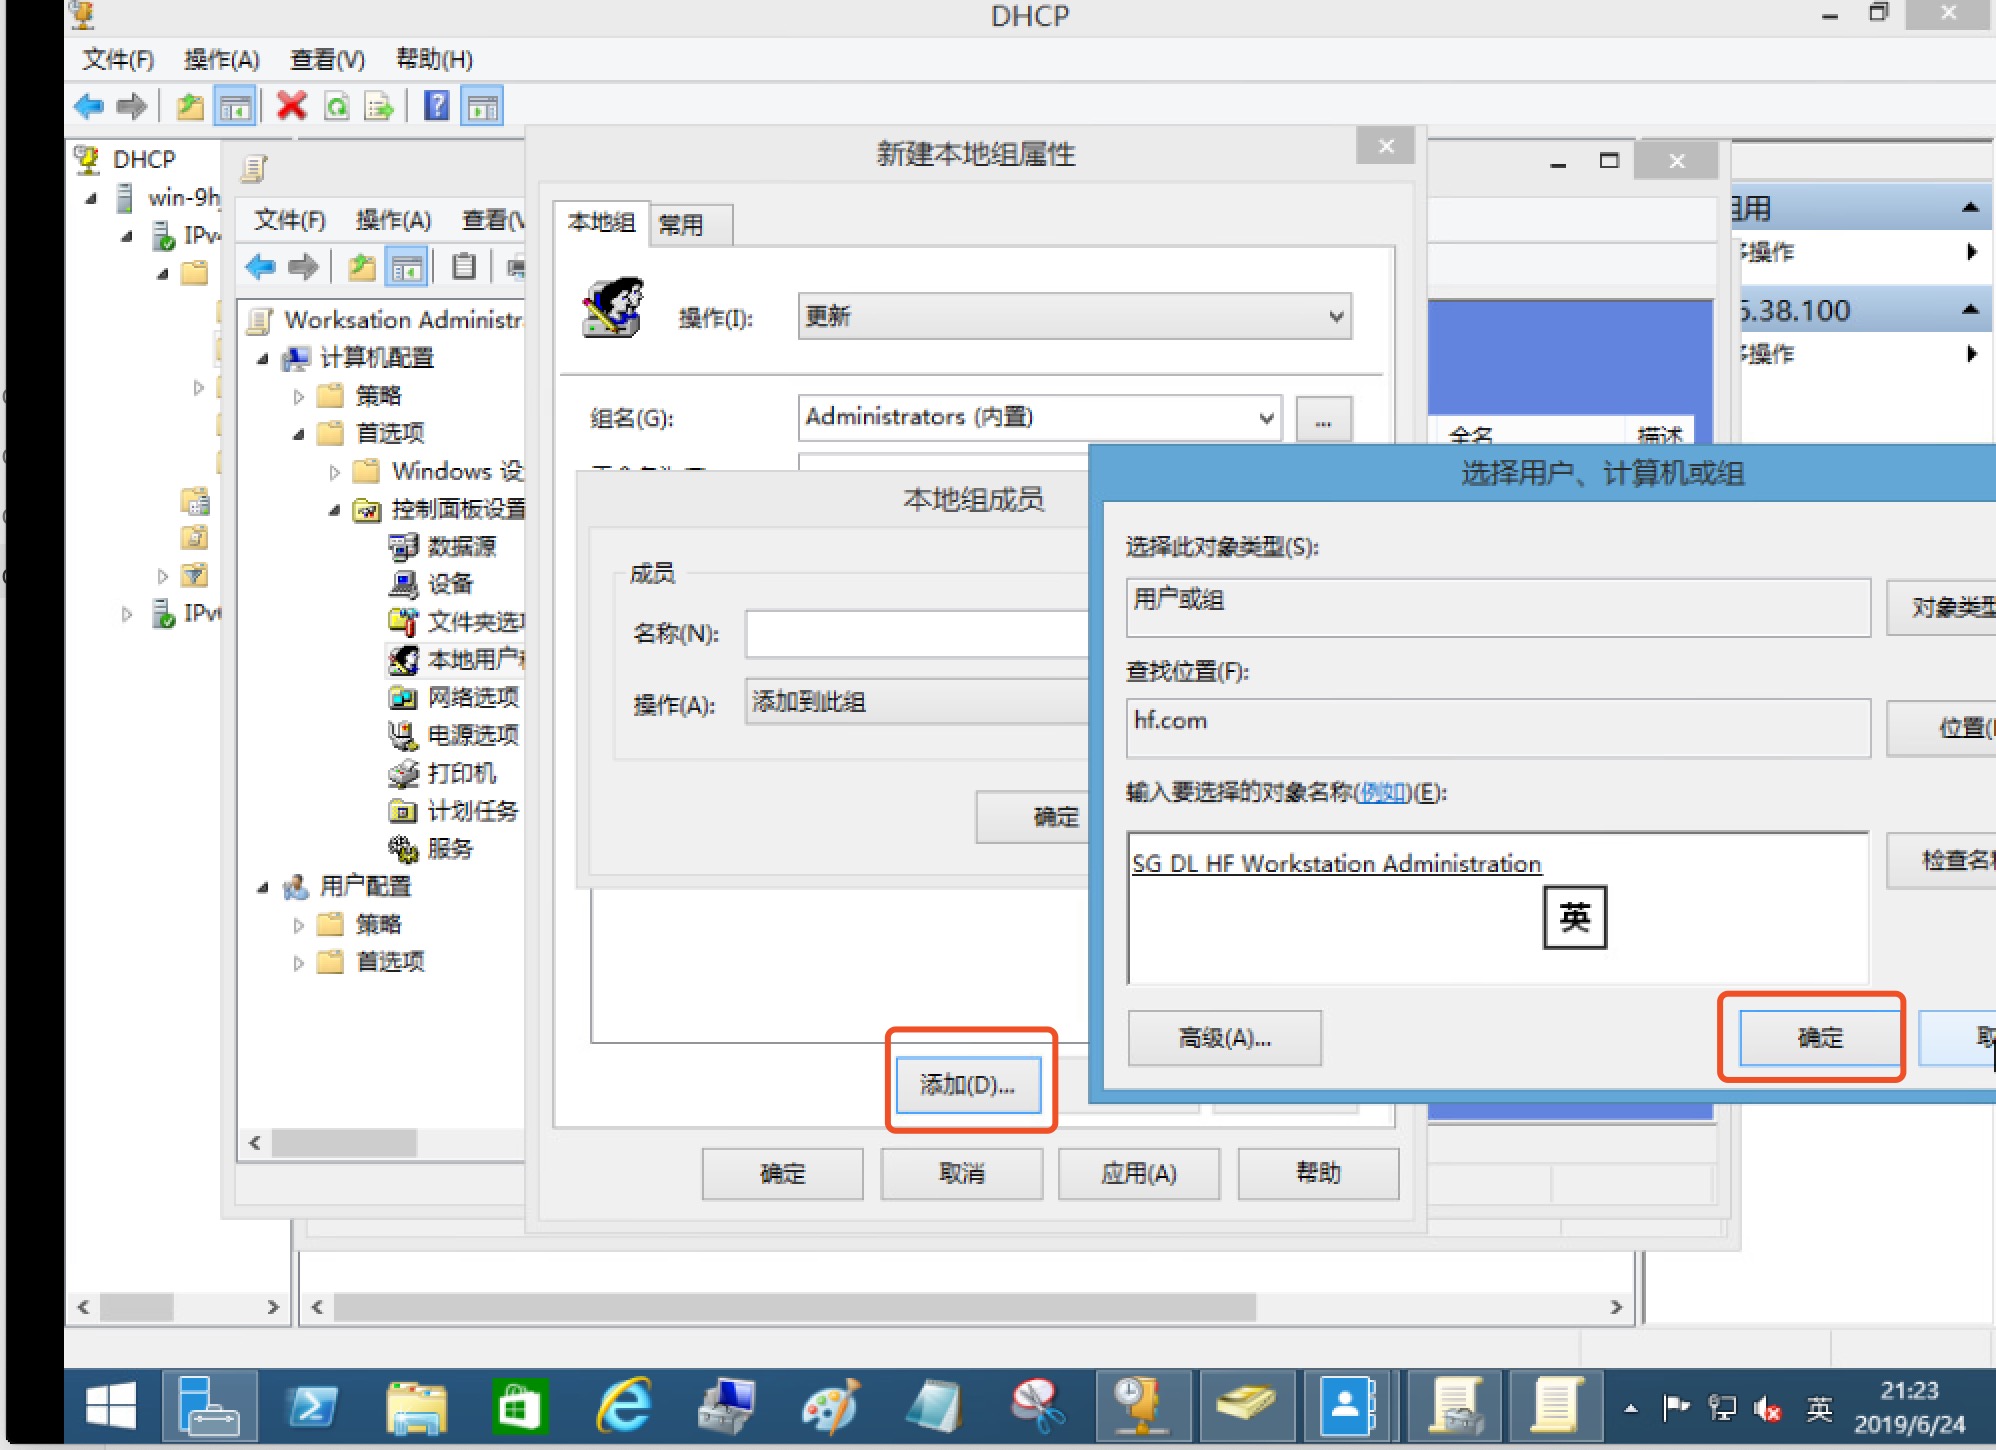 DHCP
文件(F) 操作(A) 查看(V) 帮助(H)
DHCP
win-9h
IPv
IPv
文件(F) 操作(A) 查看(V
Worksation Administr
计算机配置
策略
首选项
Windows 设
控制面板设置
数据源
设备
文件夹选项
本地用户和
网络选项
电源选项
打印机
计划任务
服务
用户配置
策略
首选项
新建本地组属性
本地组 常用
操作(I): 更新
组名(G): Administrators (内置) ...
本地组成员
成员
名称(N):
操作(A): 添加到此组
确定
添加(D)...
确定 取消 应用(A) 帮助
全名 描述
用
操作
5.38.100
操作
选择用户、计算机或组
选择此对象类型(S):
用户或组 对象类型
查找位置(F):
hf.com 位置(
输入要选择的对象名称(例如)(E):
SG DL HF Workstation Administration 检查名称
英
高级(A)... 确定 取
英 21:23
2019/6/24